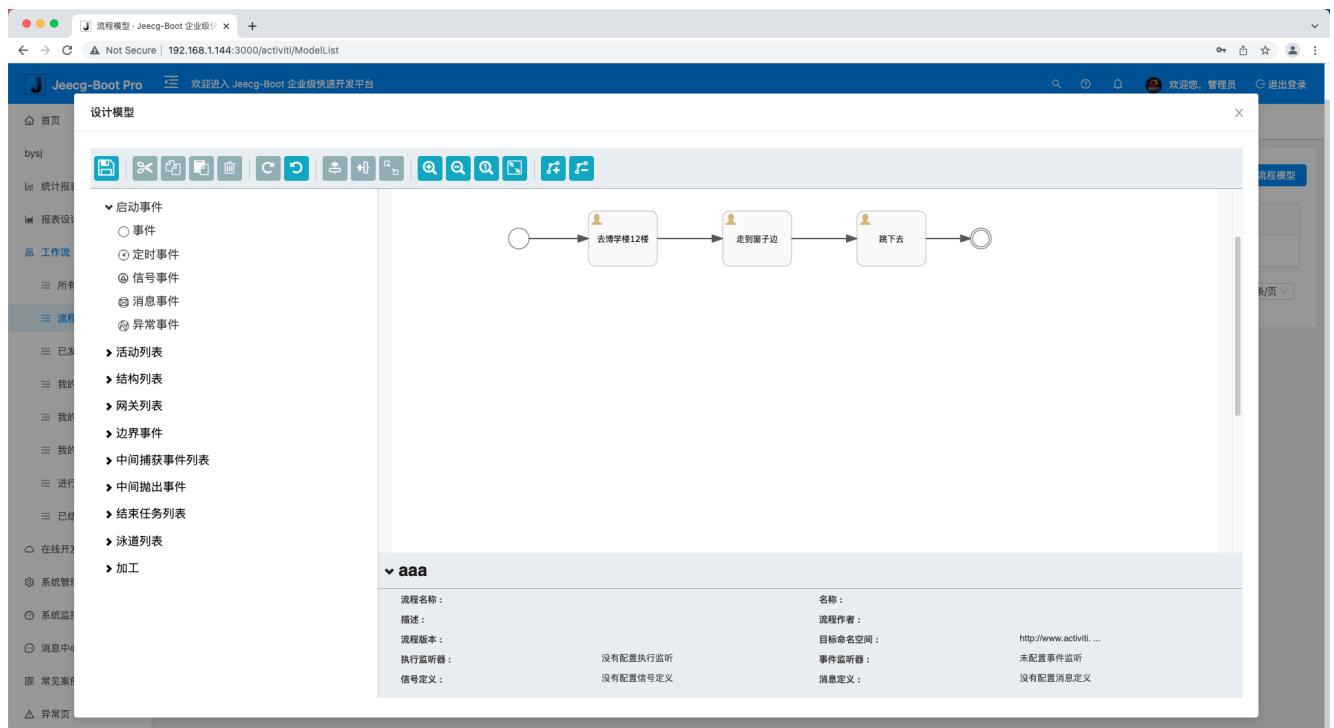 流程模型 - Jeecg-Boot 企业级快
Not Secure 192.168.1.144:3000/activiti/ModelList
Jeecg-Boot Pro 欢迎进入 Jeecg-Boot 企业级快速开发平台 欢迎您，管理员 退出登录
首页
bysj
统计报表
报表设计
工作流
所有
流程
已发
我的
我的
我的
进行
已结
在线开发
系统管理
系统监控
消息中心
常见案例
异常页
设计模型
流程模型
条/页
启动事件
事件
定时事件
信号事件
消息事件
异常事件
活动列表
结构列表
网关列表
边界事件
中间捕获事件列表
中间抛出事件
结束任务列表
泳道列表
加工
去博学楼12楼 走到窗子边 跳下去
aaa
流程名称： 名称：
描述： 流程作者：
流程版本： 目标命名空间： http://www.activiti. ...
执行监听器： 没有配置执行监听 事件监听器： 未配置事件监听
信号定义： 没有配置信号定义 消息定义： 没有配置消息定义